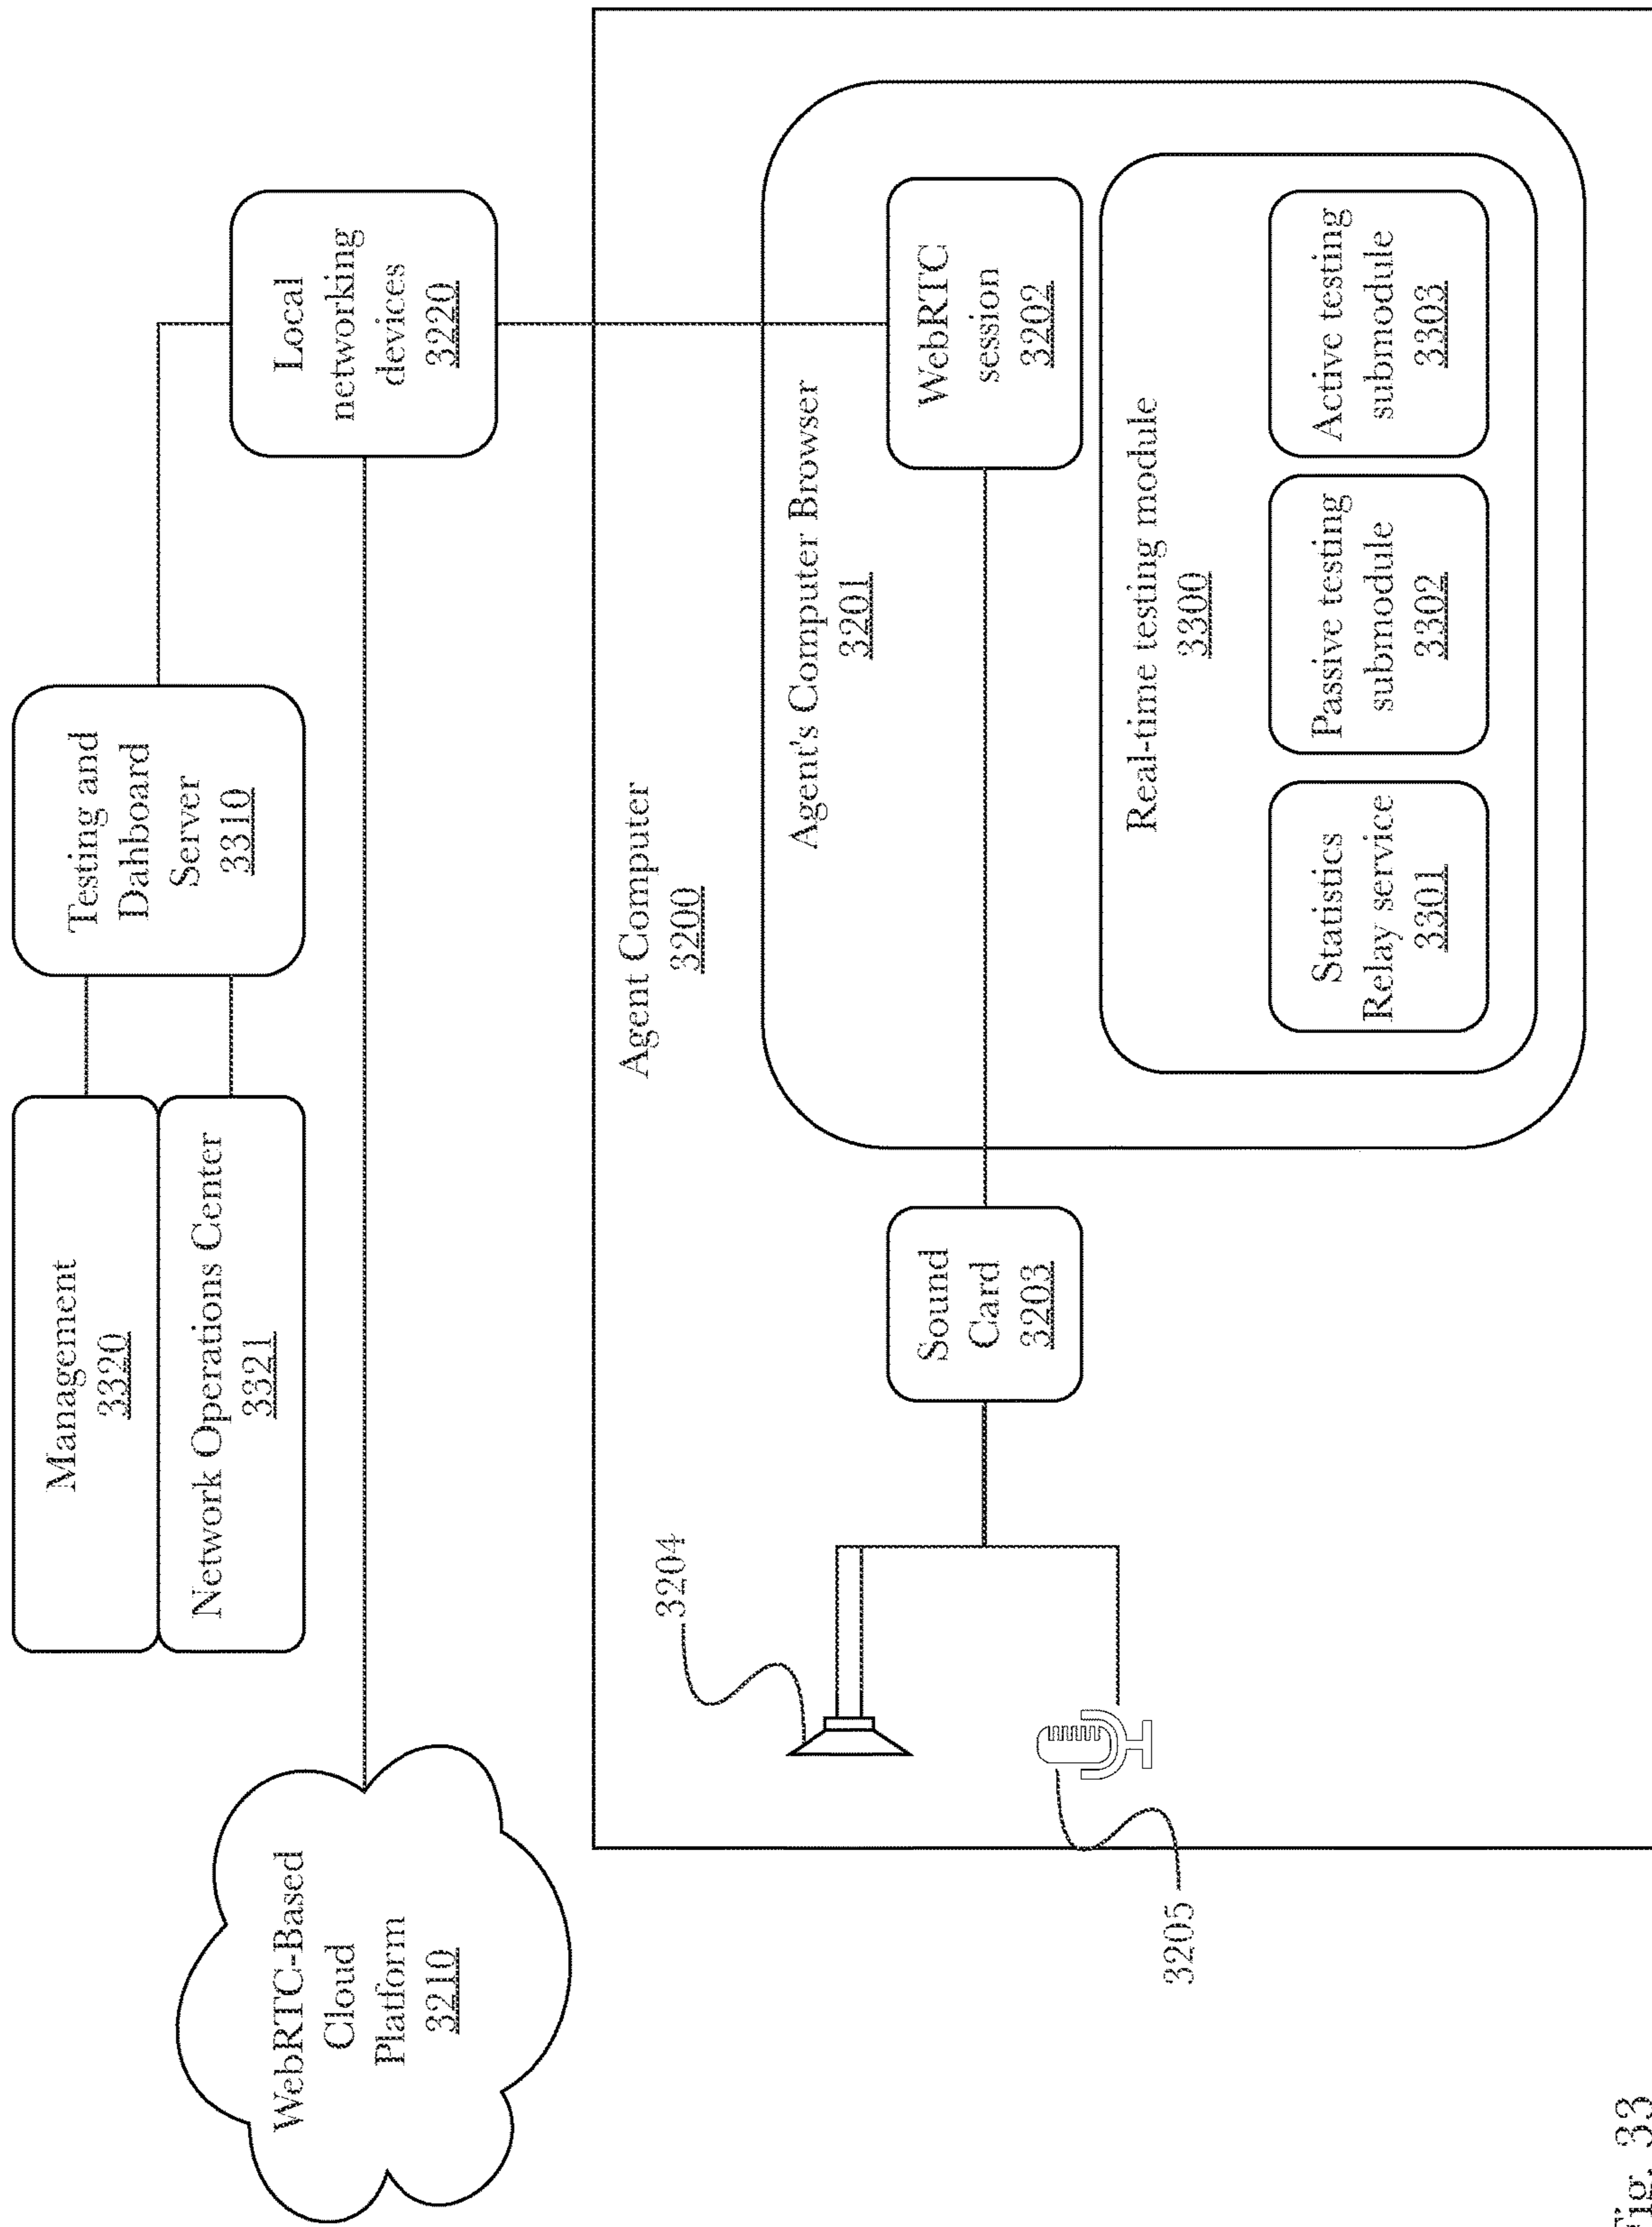 Management
3320
Network Operations Center
3321
Testing and
Dahboard
Server
3310
Local
networking
devices
3220
WebRTC-Based
Cloud
Platform
3210
Agent Computer
3200
3204
3205
Sound
Card
3203
Agent's Computer Browser
3201
WebRTC
session
3202
Real-time testing module
3300
Statistics
Relay service
3301
Passive testing
submodule
3302
Active testing
submodule
3303
Fig. 33